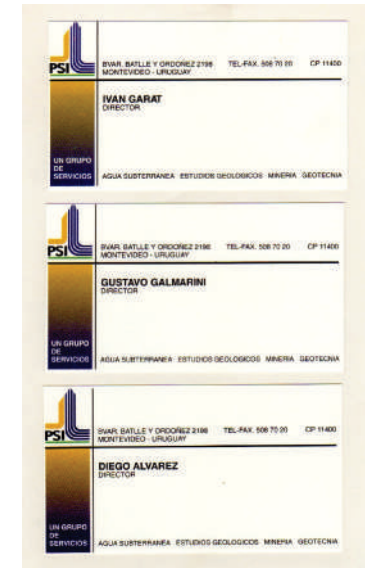 PSI
BVAR. BATLLE Y ORDOÑEZ 2198 TEL-FAX. 508 70 20 CP 11400
MONTEVIDEO - URUGUAY
IVAN GARAT
DIRECTOR
UN GRUPO
DE
SERVICIOS
AGUA SUBTERRANEA ESTUDIOS GEOLOGICOS MINERIA GEOTECNIA
PSI
BVAR. BATLLE Y ORDOÑEZ 2198 TEL-FAX. 508 70 20 CP 11400
MONTEVIDEO - URUGUAY
GUSTAVO GALMARINI
DIRECTOR
UN GRUPO
DE
SERVICIOS
AGUA SUBTERRANEA ESTUDIOS GEOLOGICOS MINERIA GEOTECNIA
PSI
BVAR. BATLLE Y ORDOÑEZ 2198 TEL-FAX. 508 70 20 CP 11400
MONTEVIDEO - URUGUAY
DIEGO ALVAREZ
DIRECTOR
UN GRUPO
DE
SERVICIOS
AGUA SUBTERRANEA ESTUDIOS GEOLOGICOS MINERIA GEOTECNIA